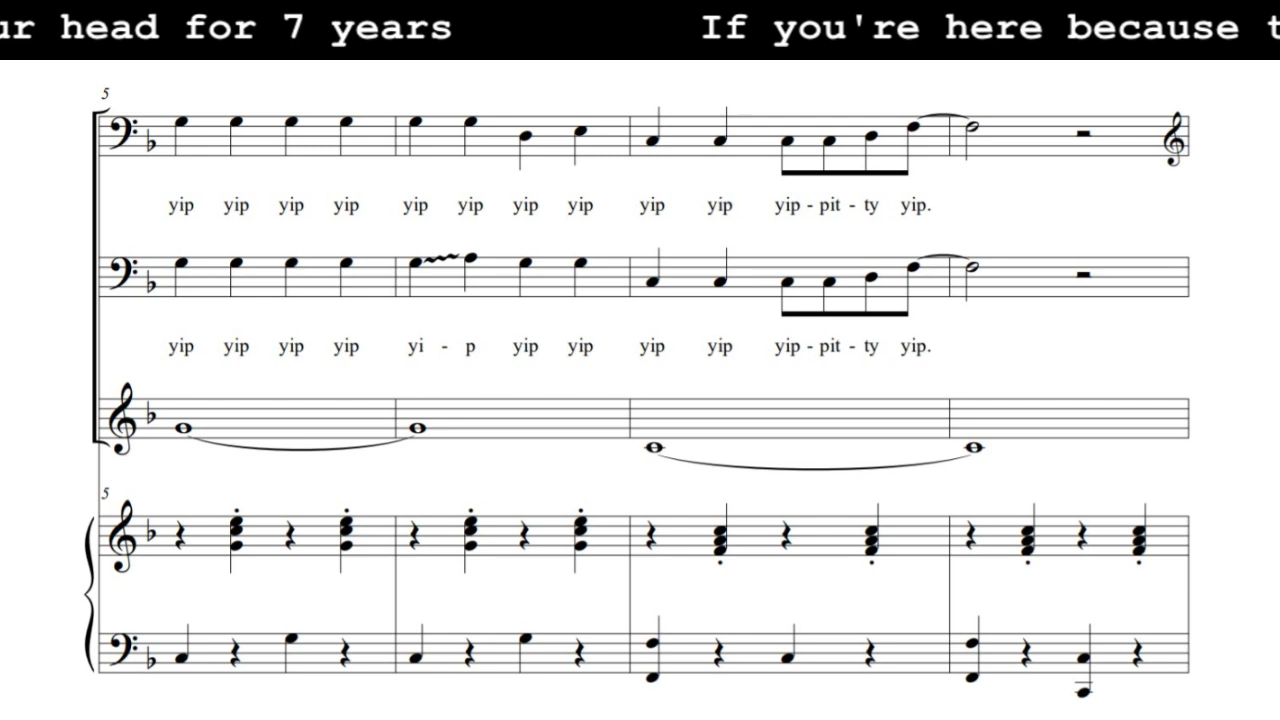 ur head for 7 years If you're here because t
5
yip yip yip yip yip yip yip yip yip yip yip - pit - ty yip.
yip yip yip yip yi - p yip yip yip yip yip - pit - ty yip.
5